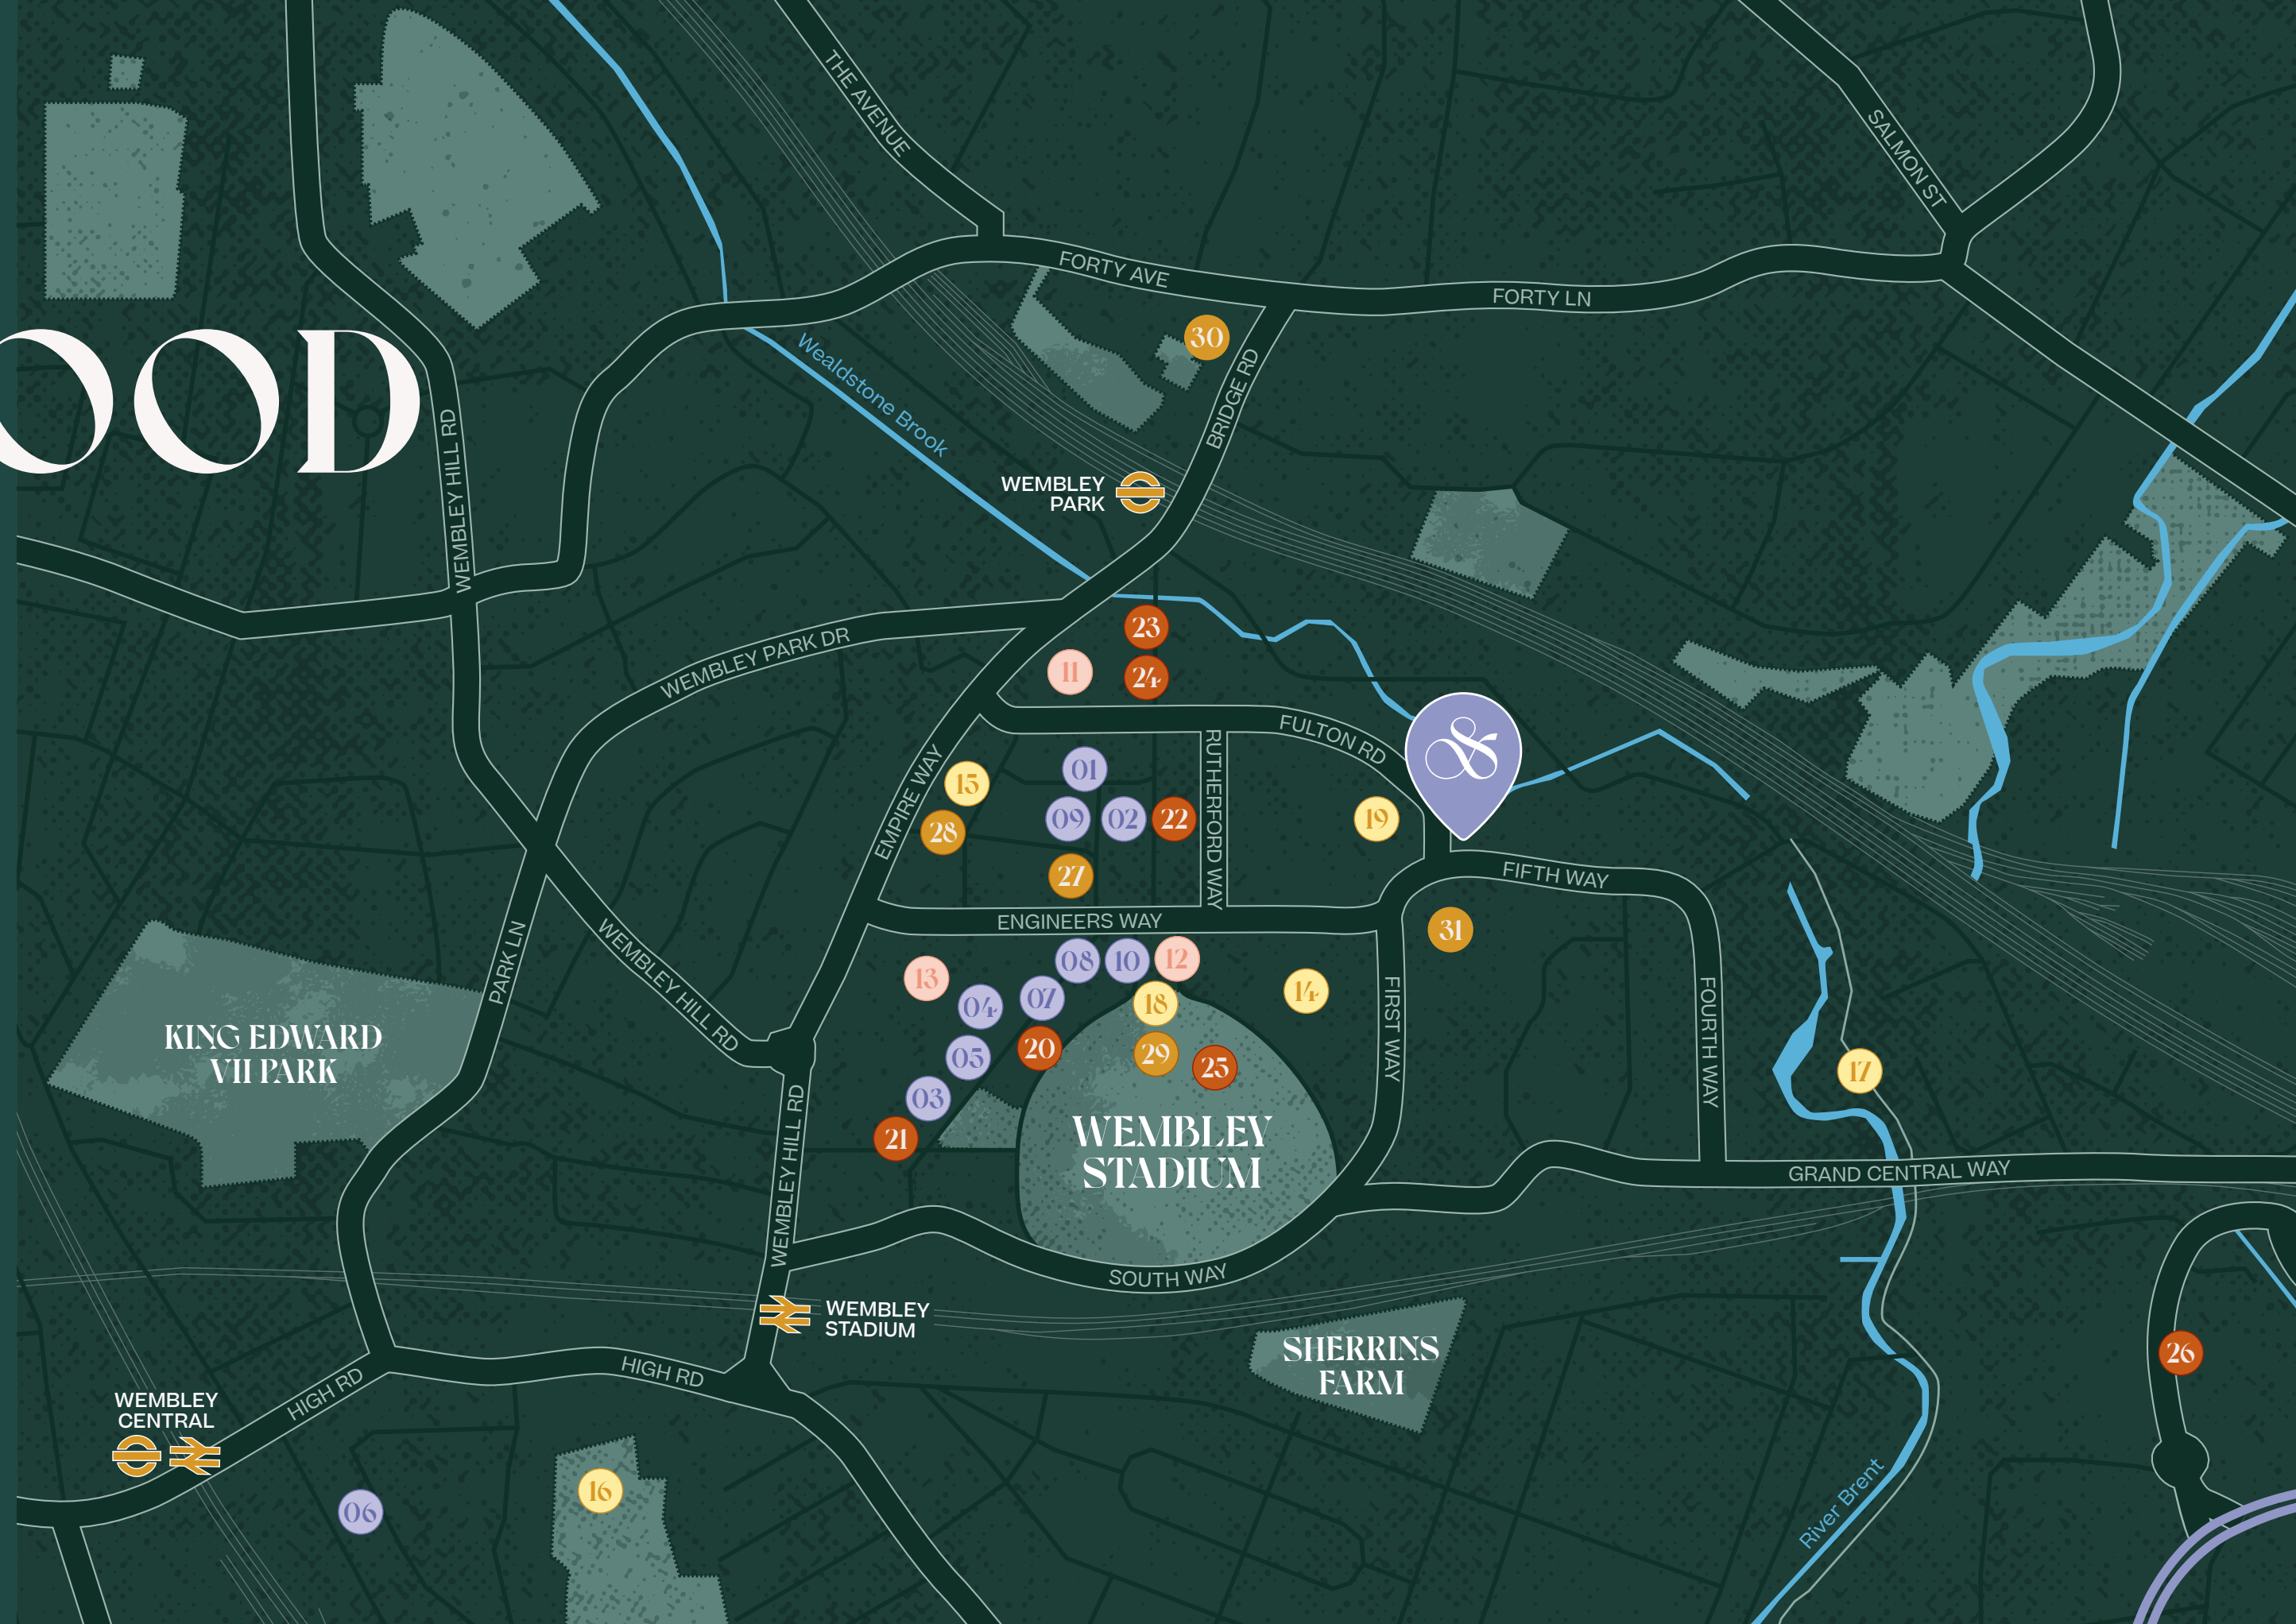 THE AVENUE
SALMON ST
FORTY AVE
FORTY LN
30
OOD
Wealdstone Brook
BRIDGE RD
WEMBLEY HILL RD
WEMBLEY
PARK
23
11
24
WEMBLEY PARK DR
FULTON RD
RUTHERFORD WAY
EMPIRE WAY
15
01
28
09
02
22
19
27
FIFTH WAY
ENGINEERS WAY
31
PARK LN
WEMBLEY HILL RD
08
10
12
13
04
07
18
14
FIRST WAY
FOURTH WAY
KING EDWARD
VII PARK
05
20
29
25
17
03
21
WEMBLEY
STADIUM
WEMBLEY HILL RD
GRAND CENTRAL WAY
SOUTH WAY
WEMBLEY
STADIUM
SHERRINS
FARM
26
HIGH RD
HIGH RD
WEMBLEY
CENTRAL
16
06
River Brent